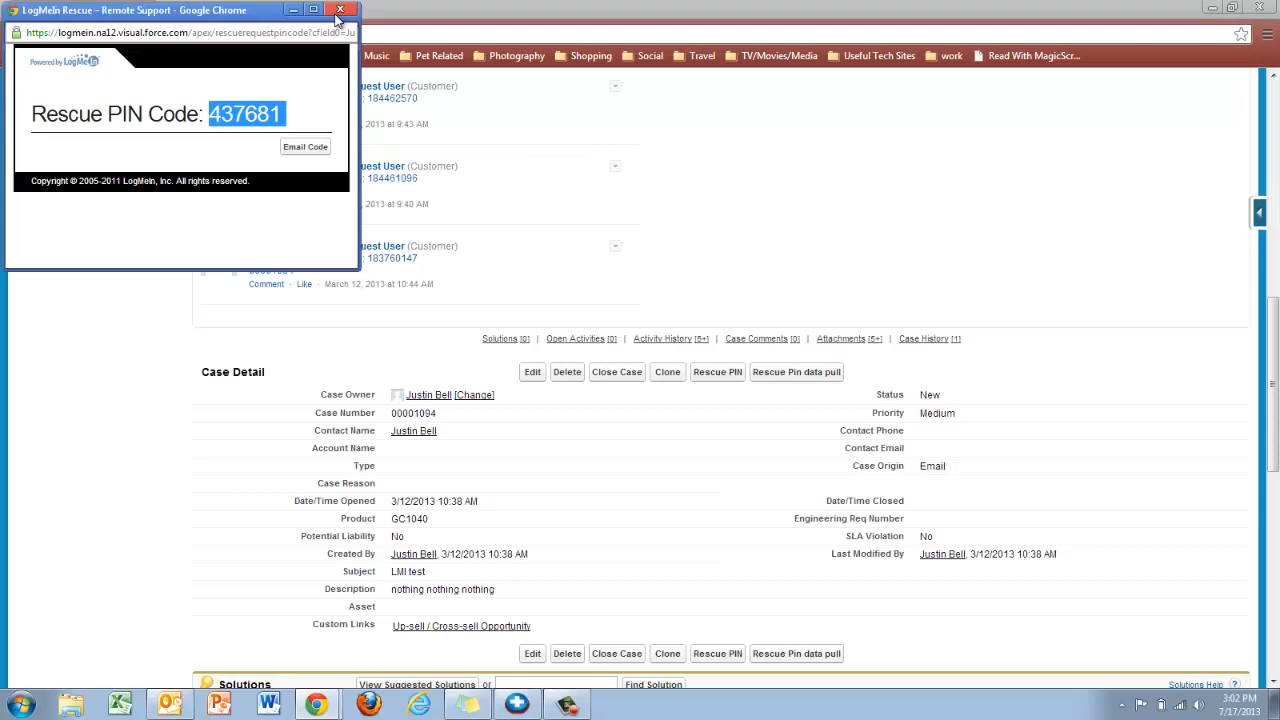 LogMeIn Rescue – Remote Support - Google Chrome
https://logmein.na12.visual.force.com/apex/rescuerequestpincode?cfield0=Ju
Powered by LogMeIn
Rescue PIN Code: 437681
Email Code
Copyright © 2005-2011 LogMeIn, Inc. All rights reserved.
Music Pet Related Photography Shopping Social Travel TV/Movies/Media Useful Tech Sites work Read With MagicScr...
uest User (Customer)
: 184462570
, 2013 at 9:43 AM
uest User (Customer)
: 184461096
, 2013 at 9:40 AM
uest User (Customer)
: 183760147
Comment · Like · March 12, 2013 at 10:44 AM
Solutions [0] | Open Activities [0] | Activity History [5+] | Case Comments [0] | Attachments [5+] | Case History [1]
Case Detail Edit Delete Close Case Clone Rescue PIN Rescue Pin data pull
Case Owner Justin Bell [Change] Status New
Case Number 00001094 Priority Medium
Contact Name Justin Bell Contact Phone
Account Name Contact Email
Type Case Origin Email
Case Reason
Date/Time Opened 3/12/2013 10:38 AM Date/Time Closed
Product GC1040 Engineering Req Number
Potential Liability No SLA Violation No
Created By Justin Bell, 3/12/2013 10:38 AM Last Modified By Justin Bell, 3/12/2013 10:38 AM
Subject LMI test
Description nothing nothing nothing
Asset
Custom Links Up-sell / Cross-sell Opportunity
Edit Delete Close Case Clone Rescue PIN Rescue Pin data pull
Solutions View Suggested Solutions or Find Solution Solutions Help ?
3:02 PM
7/17/2013